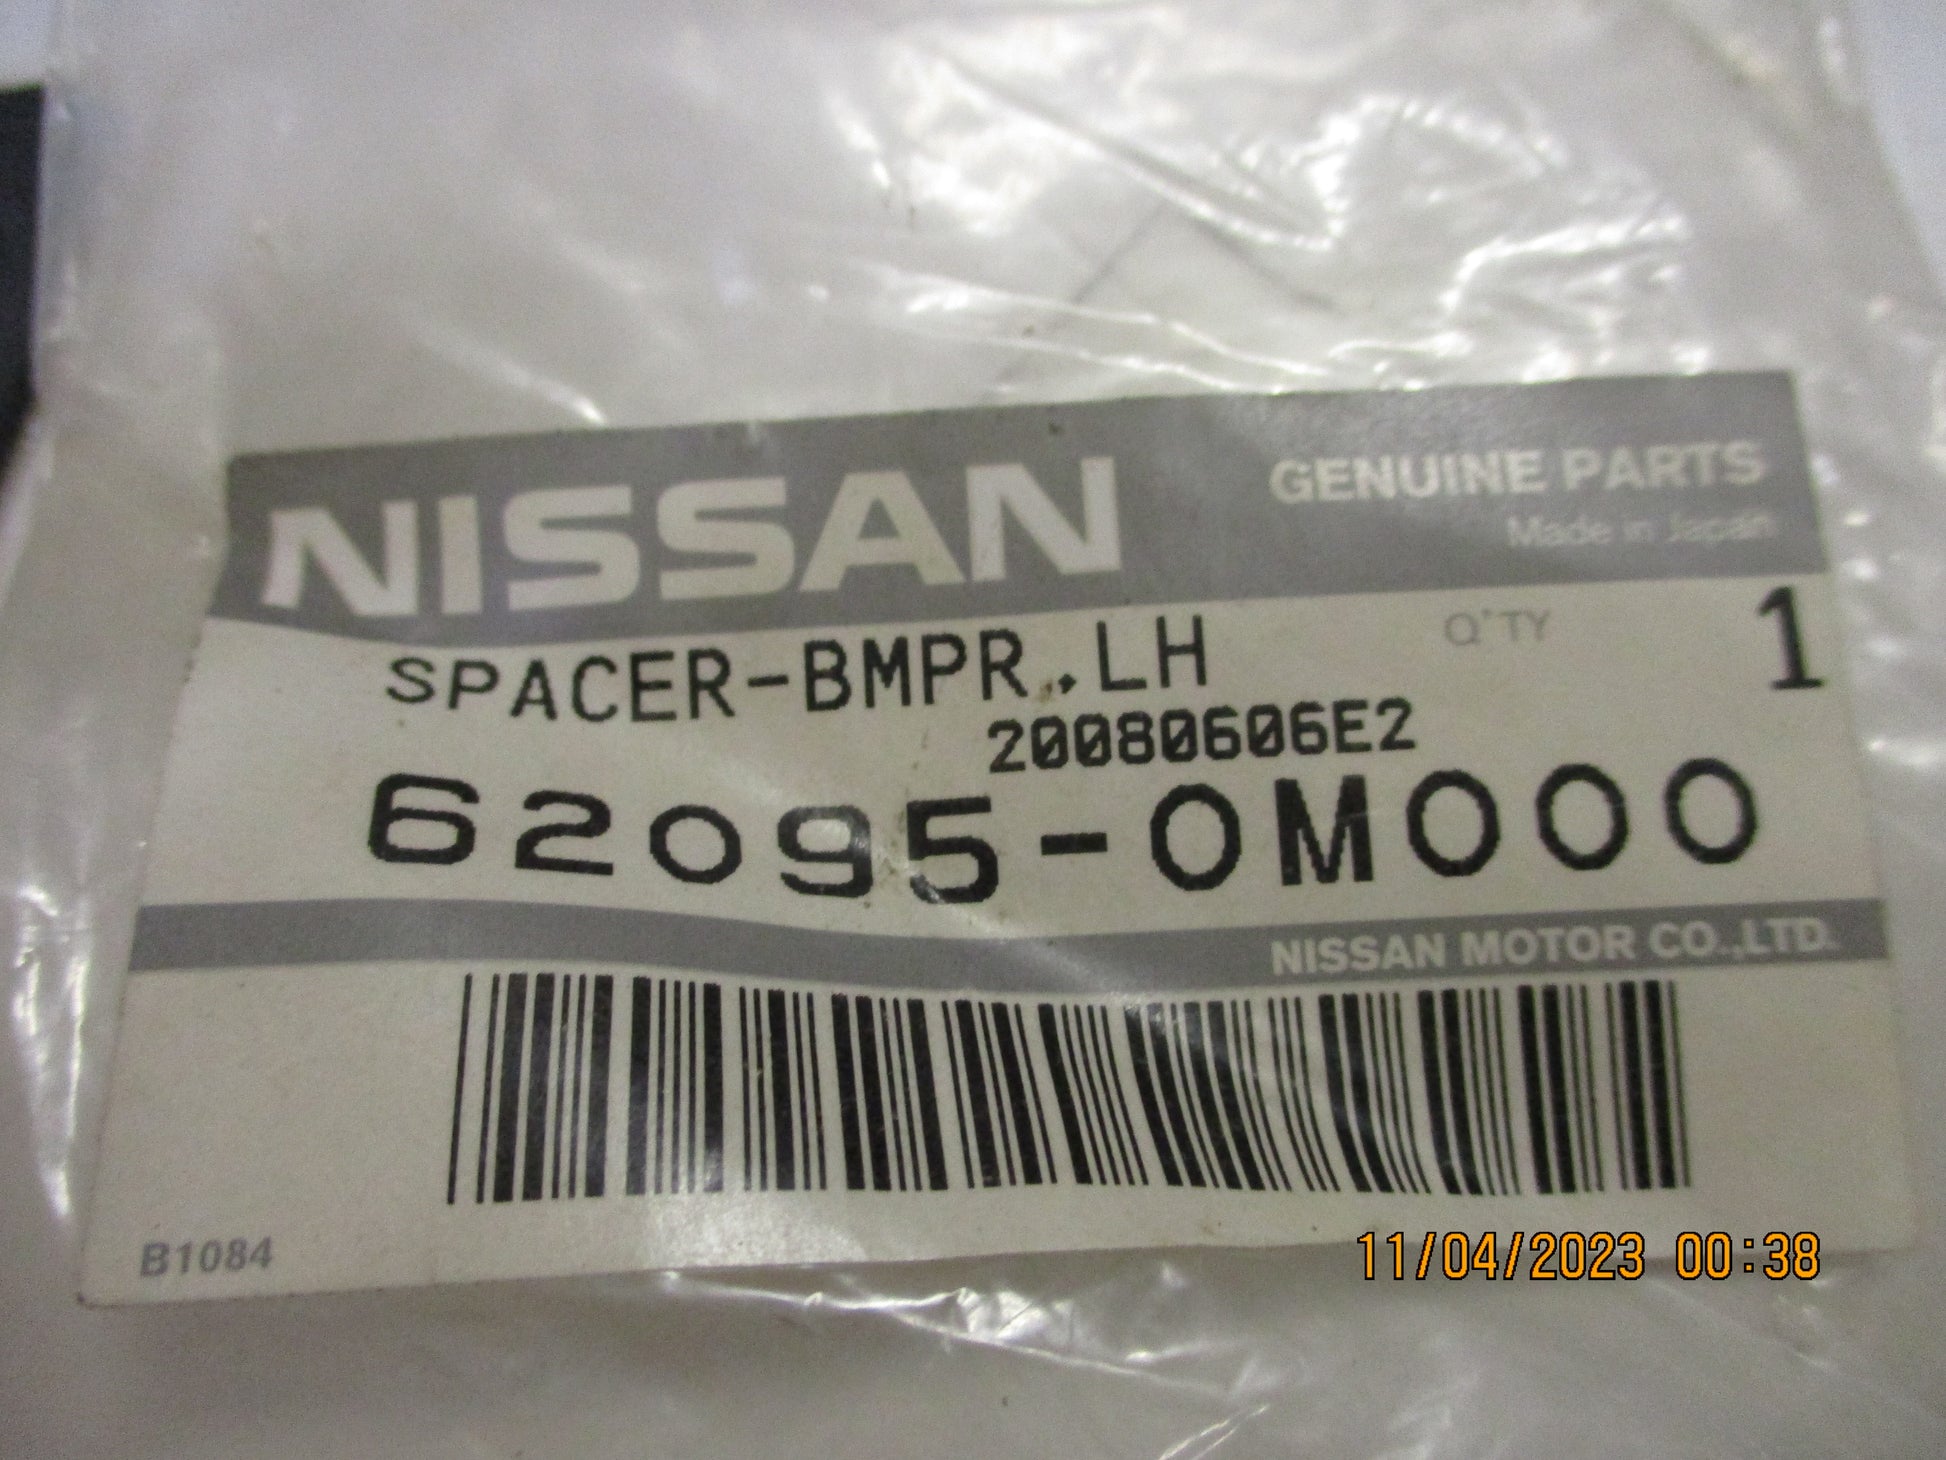 NISSAN
GENUINE PARTS
Made in Japan
SPACER-BMPR.LH
Q'TY 1
20080606E2
62095-0M000
NISSAN MOTOR CO.,LTD.
B1084
11/04/2023 00:38